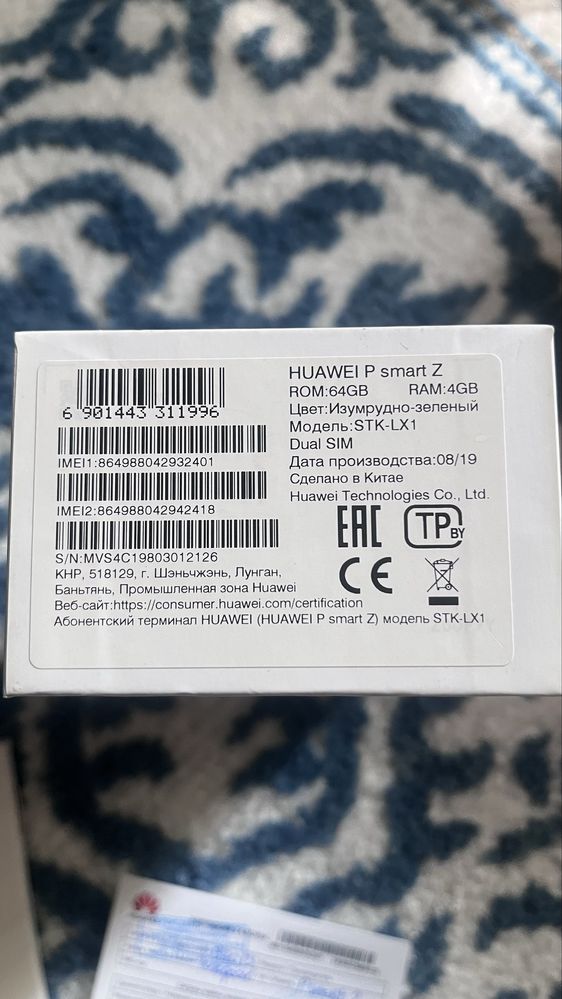 6 901443 311996
IMEI1:864988042932401
IMEI2:864988042942418
S/N:MVS4C19803012126
HUAWEI P smart Z
ROM:64GB RAM:4GB
Цвет:Изумрудно-зеленый
Модель:STK-LX1
Dual SIM
Дата производства:08/19
Сделано в Китае
Huawei Technologies Co., Ltd.
EAC TP BY
CE
КНР, 518129, г. Шэньчжэнь, Лунган,
Баньтянь, Промышленная зона Huawei
Веб-сайт:https://consumer.huawei.com/certification
Абонентский терминал HUAWEI (HUAWEI P smart Z) модель STK-LX1